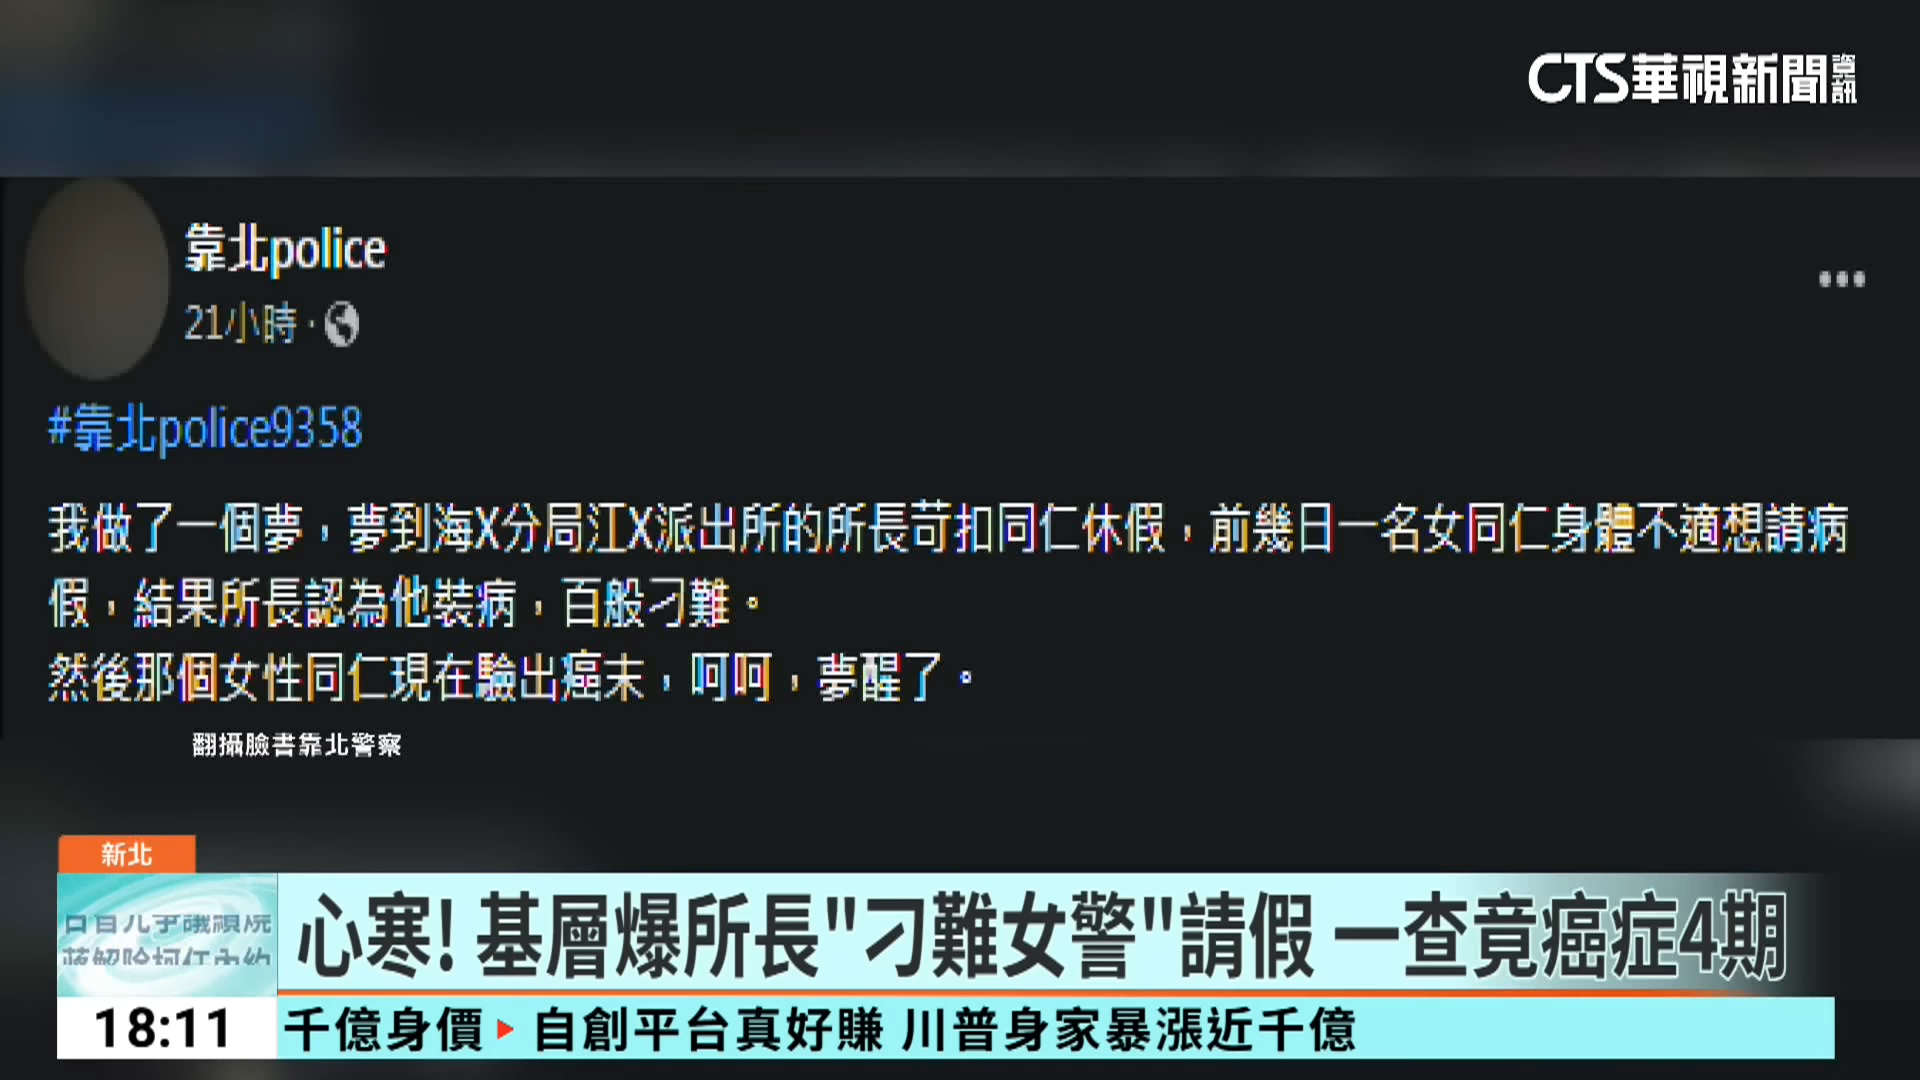 CTS華視新聞資訊
靠北police
21小時
#靠北police9358
我做了一個夢，夢到海X分局江X派出所的所長苛扣同仁休假，前幾日一名女同仁身體不適想請病
假，結果所長認為他裝病，百般刁難。
然後那個女性同仁現在驗出癌末，呵呵，夢醒了。
翻攝臉書靠北警察
新北
心寒! 基層爆所長"刁難女警"請假 一查竟癌症4期
18:11
千億身價 自創平台真好賺 川普身家暴漲近千億